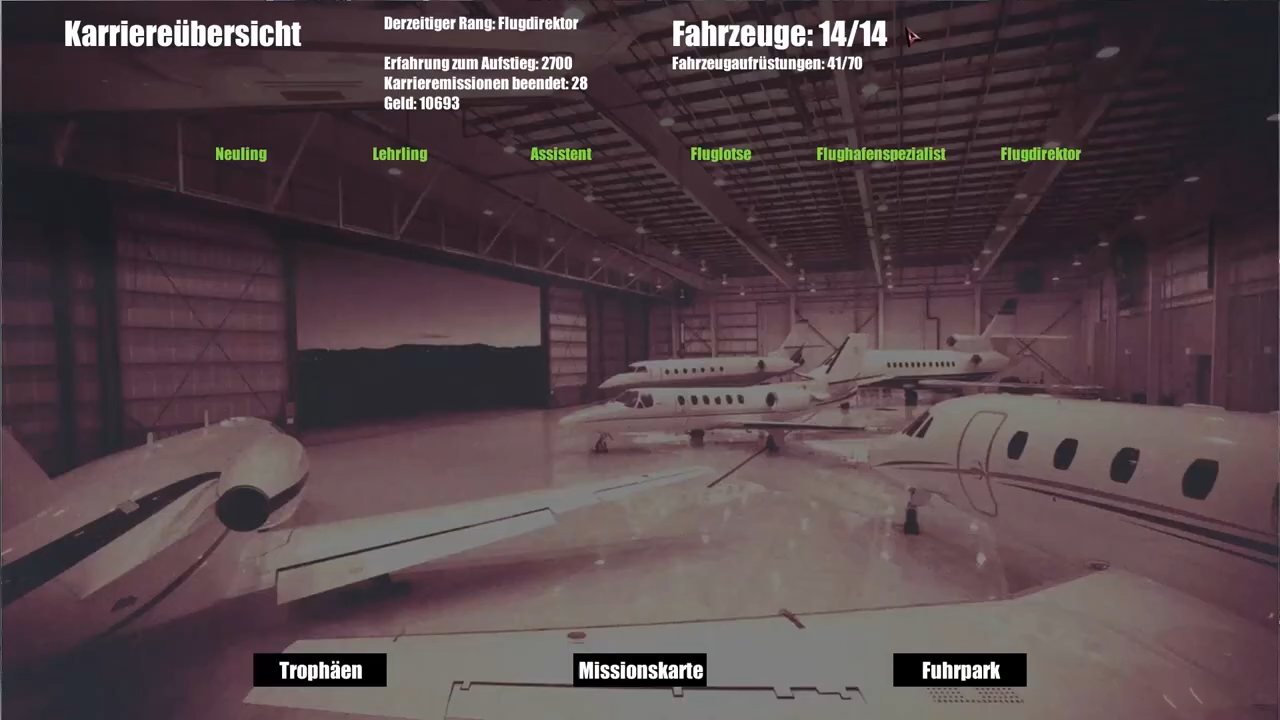 Karriereübersicht
Derzeitiger Rang: Flugdirektor
Erfahrung zum Aufstieg: 2700
Karrieremissionen beendet: 28
Geld: 10693
Fahrzeuge: 14/14
Fahrzeugaufrüstungen: 41/70
Neuling
Lehrling
Assistent
Fluglotse
Flughafenspezialist
Flugdirektor
Trophäen
Missionskarte
Fuhrpark